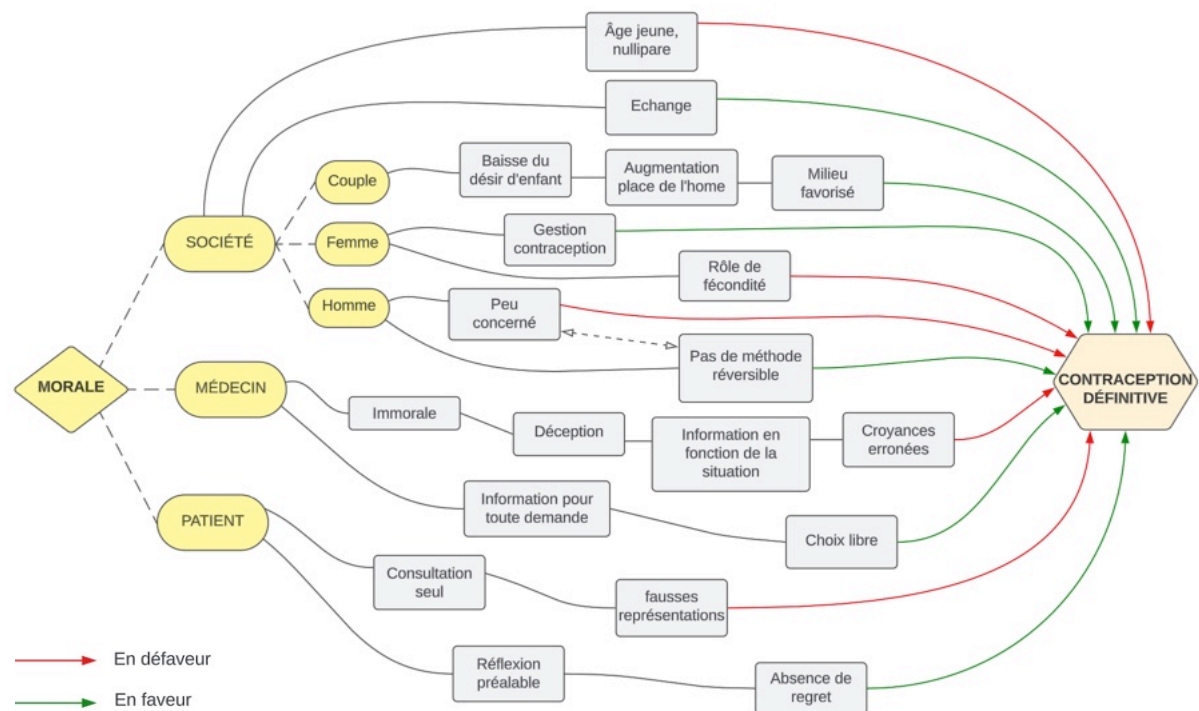 Âge jeune,
nullipare
Echange
Couple
Baisse du
désir d'enfant
Augmentation
place de l'home
Milieu
favorisé
SOCIÉTÉ
Femme
Gestion
contraception
Rôle de
fécondité
Homme
Peu
concerné
Pas de méthode
réversible
MORALE
MÉDECIN
Immorale
Déception
Information en
fonction de la
situation
Croyances
erronées
CONTRACEPTION
DÉFINITIVE
Information pour
toute demande
Choix libre
PATIENT
Consultation
seul
fausses
représentations
Réflexion
préalable
Absence de
regret
En défaveur
En faveur